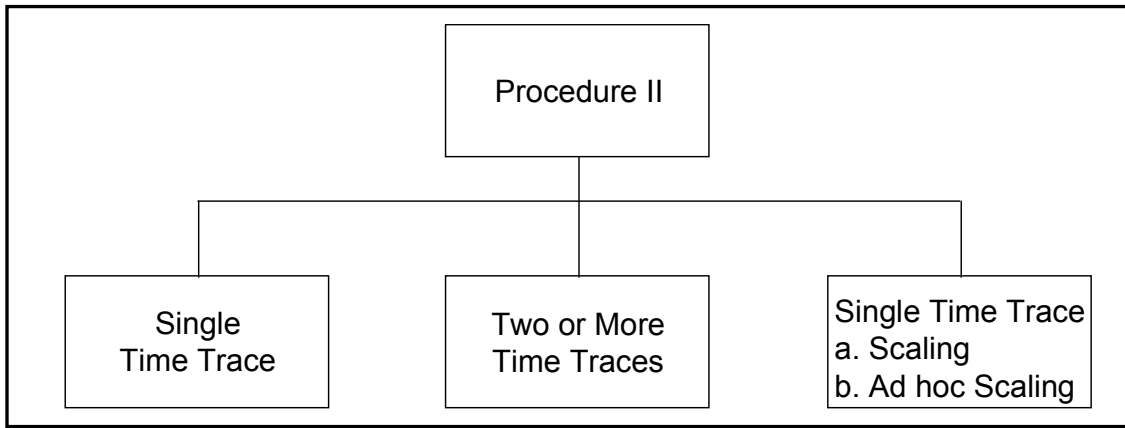 Procedure II
Single
Time Trace
Two or More
Time Traces
Single Time Trace
a. Scaling
b. Ad hoc Scaling